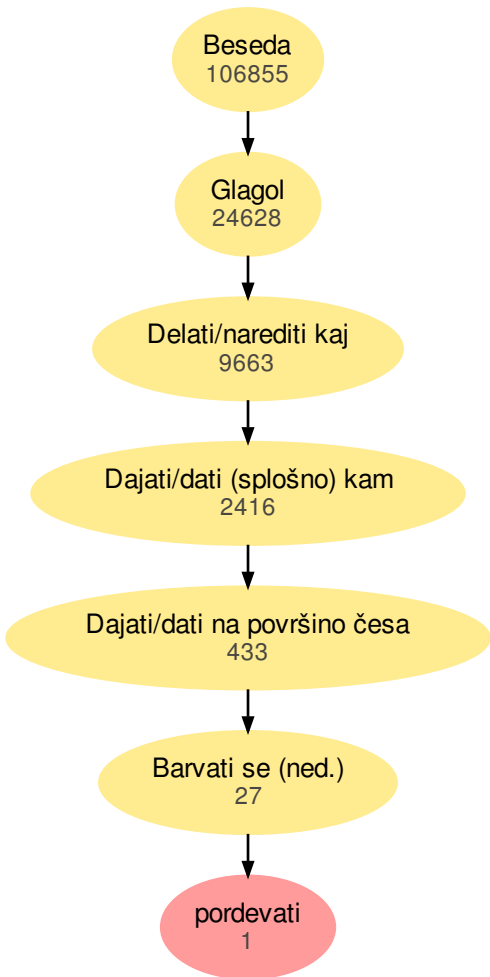 Beseda
106855
Glagol
24628
Delati/narediti kaj
9663
Dajati/dati (splošno) kam
2416
Dajati/dati na površino česa
433
Barvati se (ned.)
27
pordevati
1